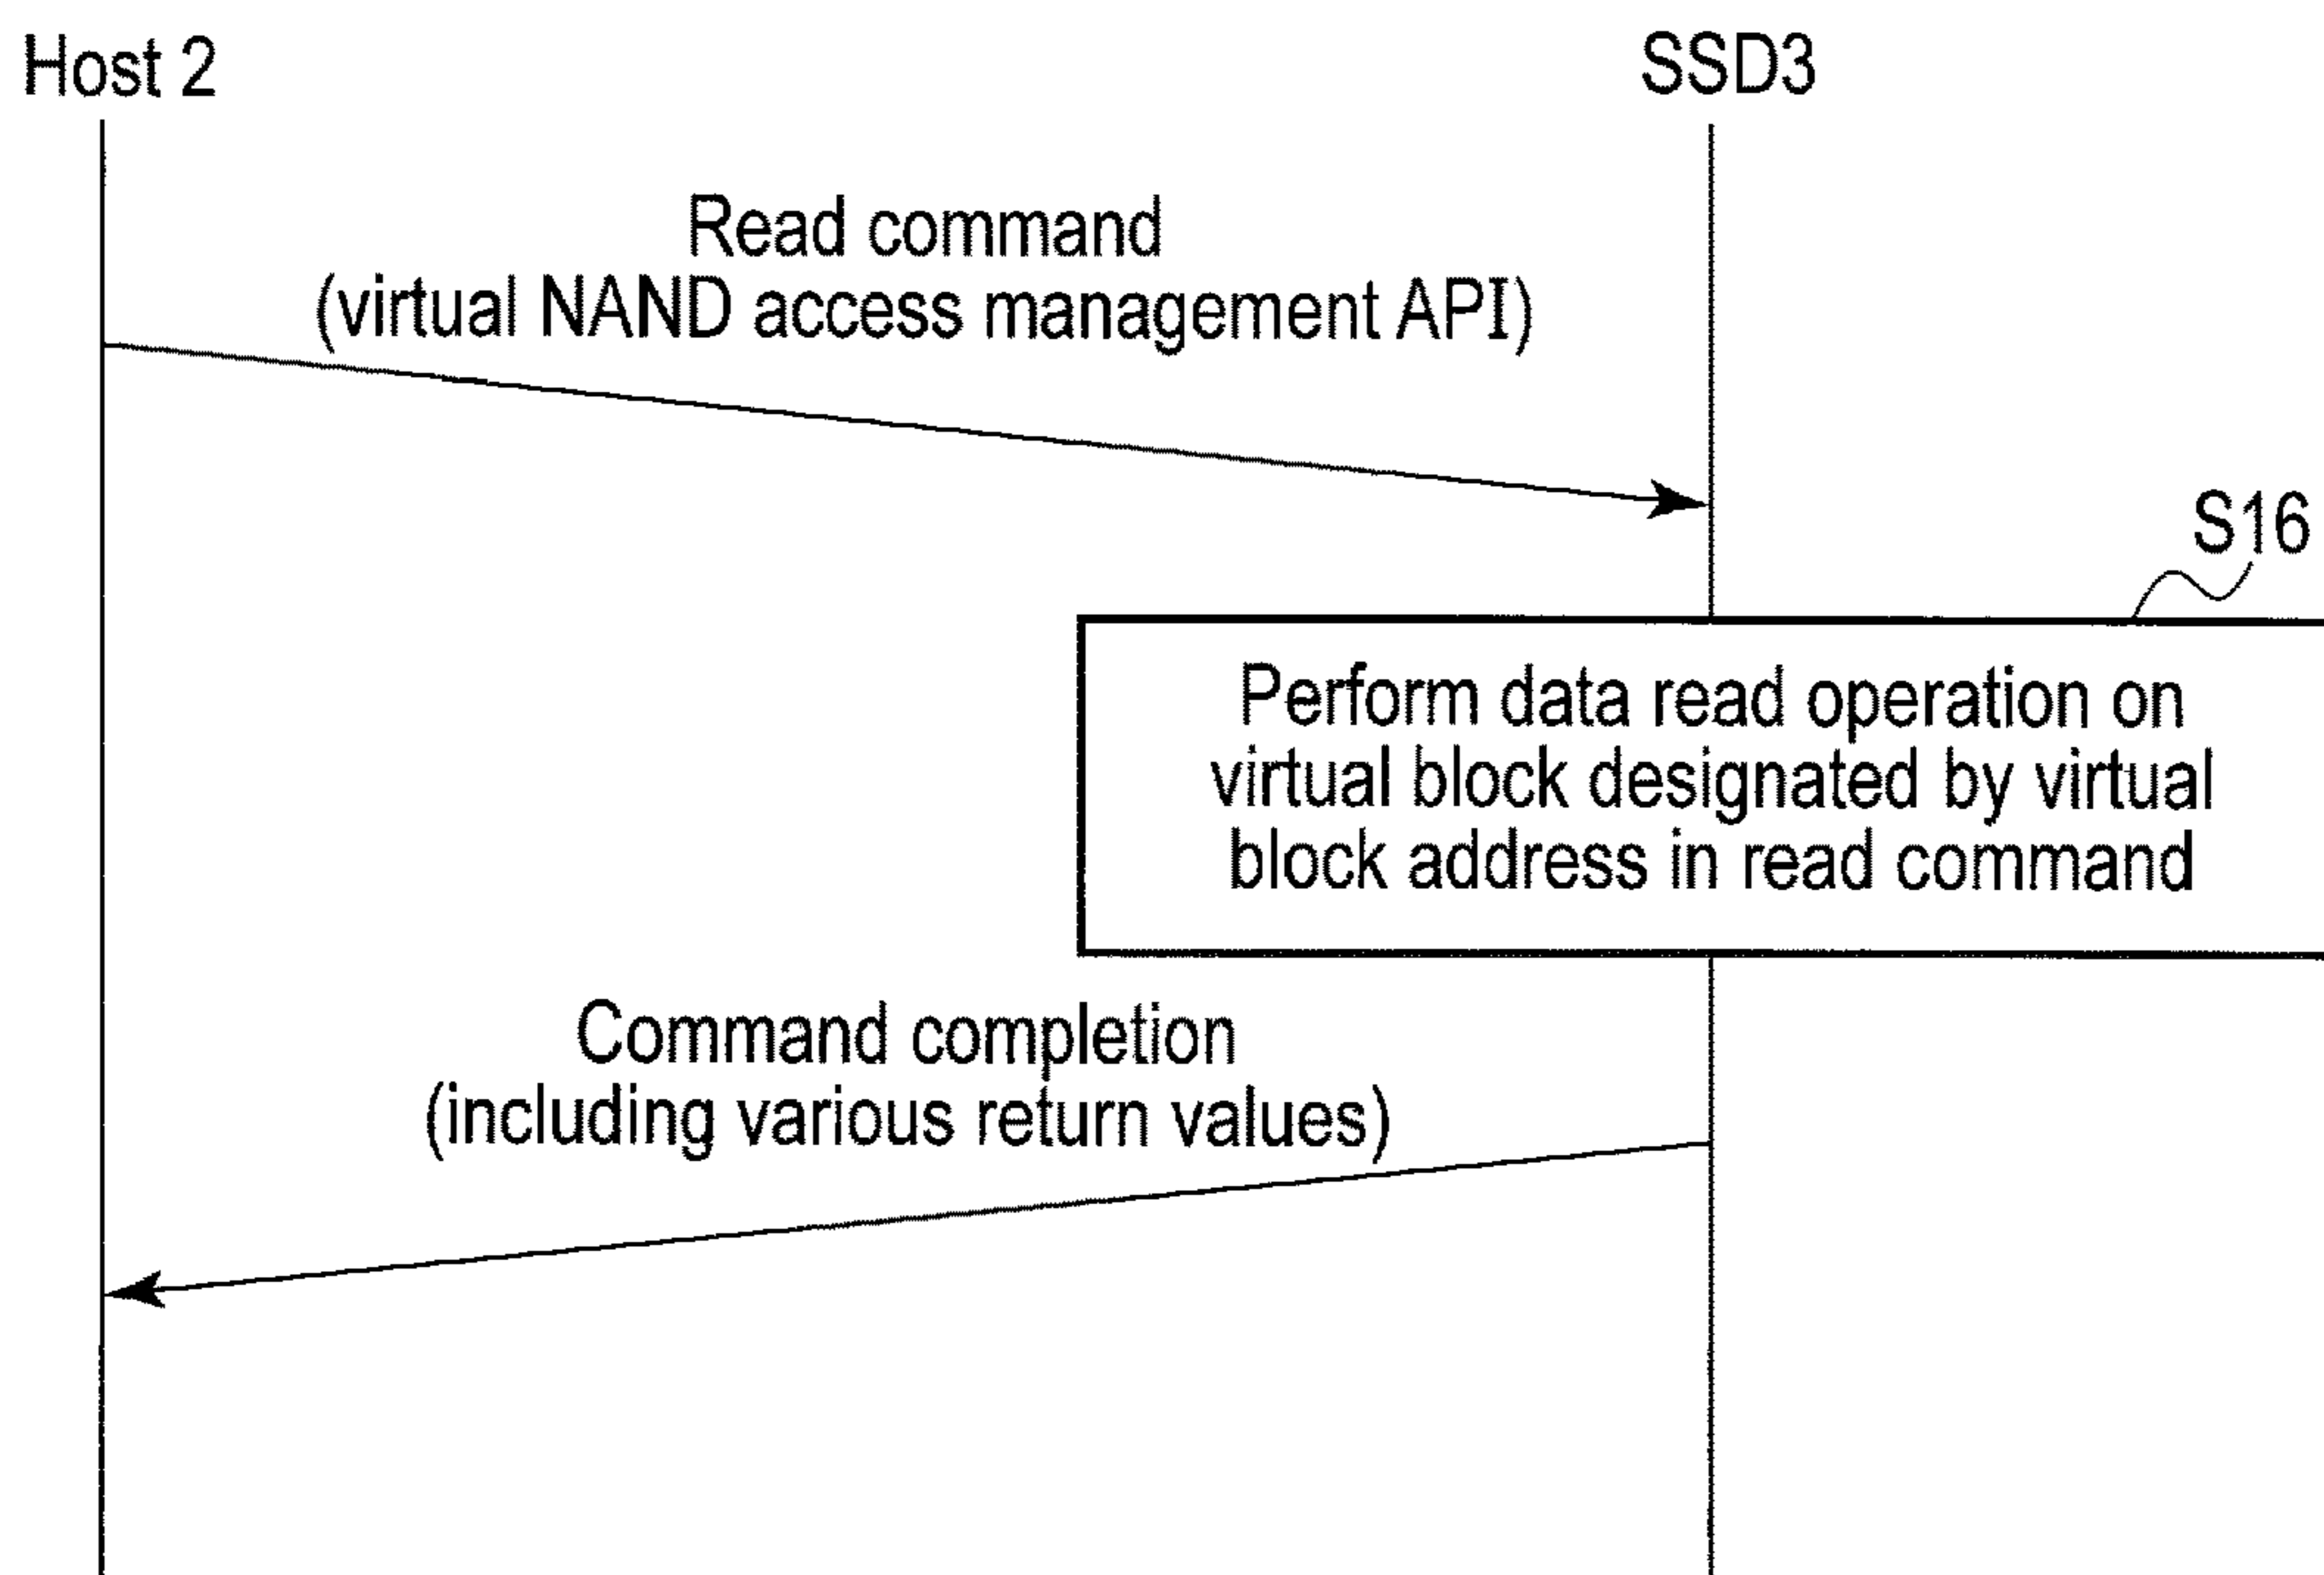 Host 2
SSD3
Read command
(virtual NAND access management API)
S16
Perform data read operation on
virtual block designated by virtual
block address in read command
Command completion
(including various return values)